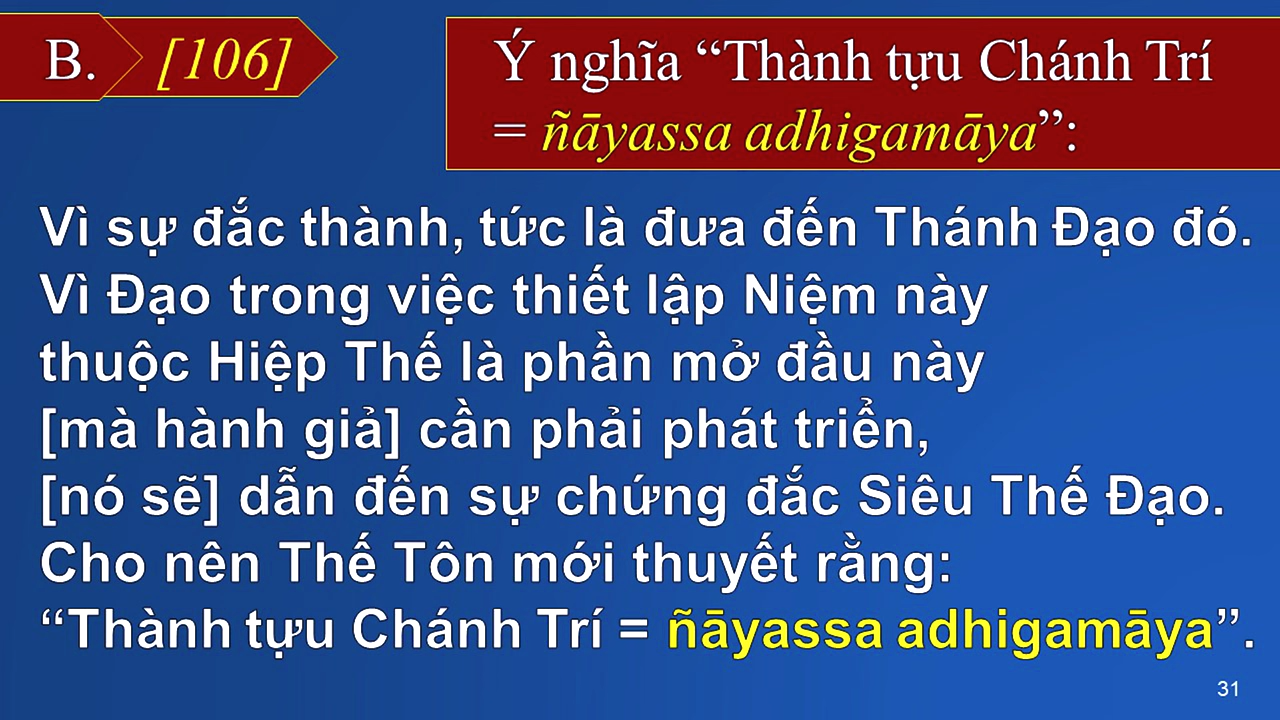 B. [106]
Ý nghĩa “Thành tựu Chánh Trí
= ñāyassa adhigamāya”:
Vì sự đắc thành, tức là đưa đến Thánh Đạo đó.
Vì Đạo trong việc thiết lập Niệm này
thuộc Hiệp Thế là phần mở đầu này
[mà hành giả] cần phải phát triển,
[nó sẽ] dẫn đến sự chứng đắc Siêu Thế Đạo.
Cho nên Thế Tôn mới thuyết rằng:
“Thành tựu Chánh Trí = ñāyassa adhigamāya”.
31